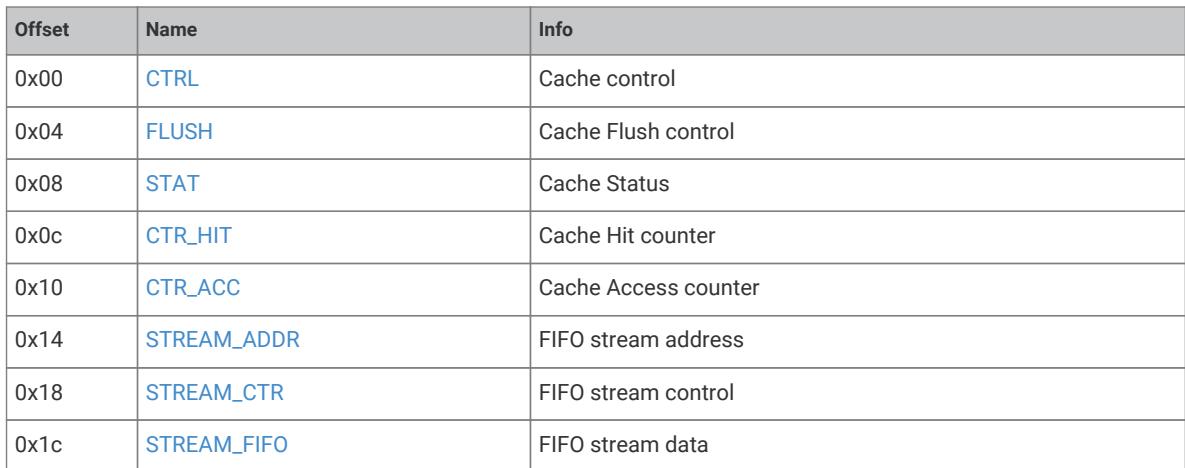 Offset Name Info
0x00 CTRL Cache control
0x04 FLUSH Cache Flush control
0x08 STAT Cache Status
0x0c CTR_HIT Cache Hit counter
0x10 CTR_ACC Cache Access counter
0x14 STREAM_ADDR FIFO stream address
0x18 STREAM_CTR FIFO stream control
0x1c STREAM_FIFO FIFO stream data